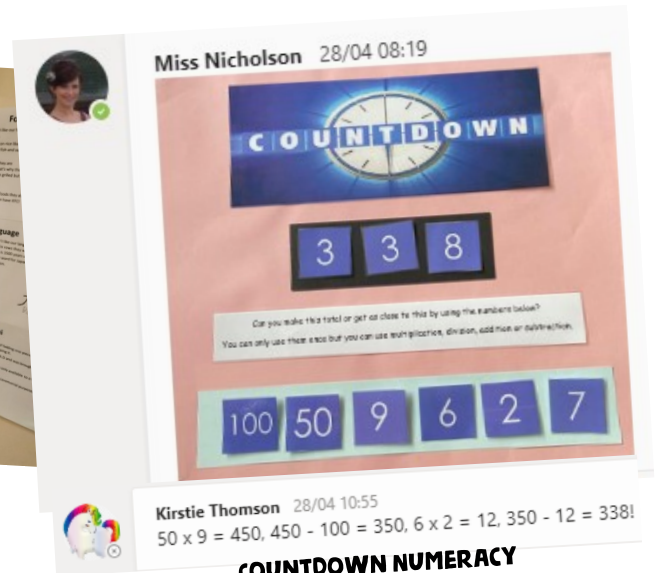 Miss Nicholson 28/04 08:19
COUNTDOWN
3 3 8
Can you make this total or get as close to this by using the numbers below?
You can only use them once but you can use multiplication, division, addition or subtraction.
100 50 9 6 2 7
Kirstie Thomson 28/04 10:55
50 x 9 = 450, 450 - 100 = 350, 6 x 2 = 12, 350 - 12 = 338!
COUNTDOWN NUMERACY
guage